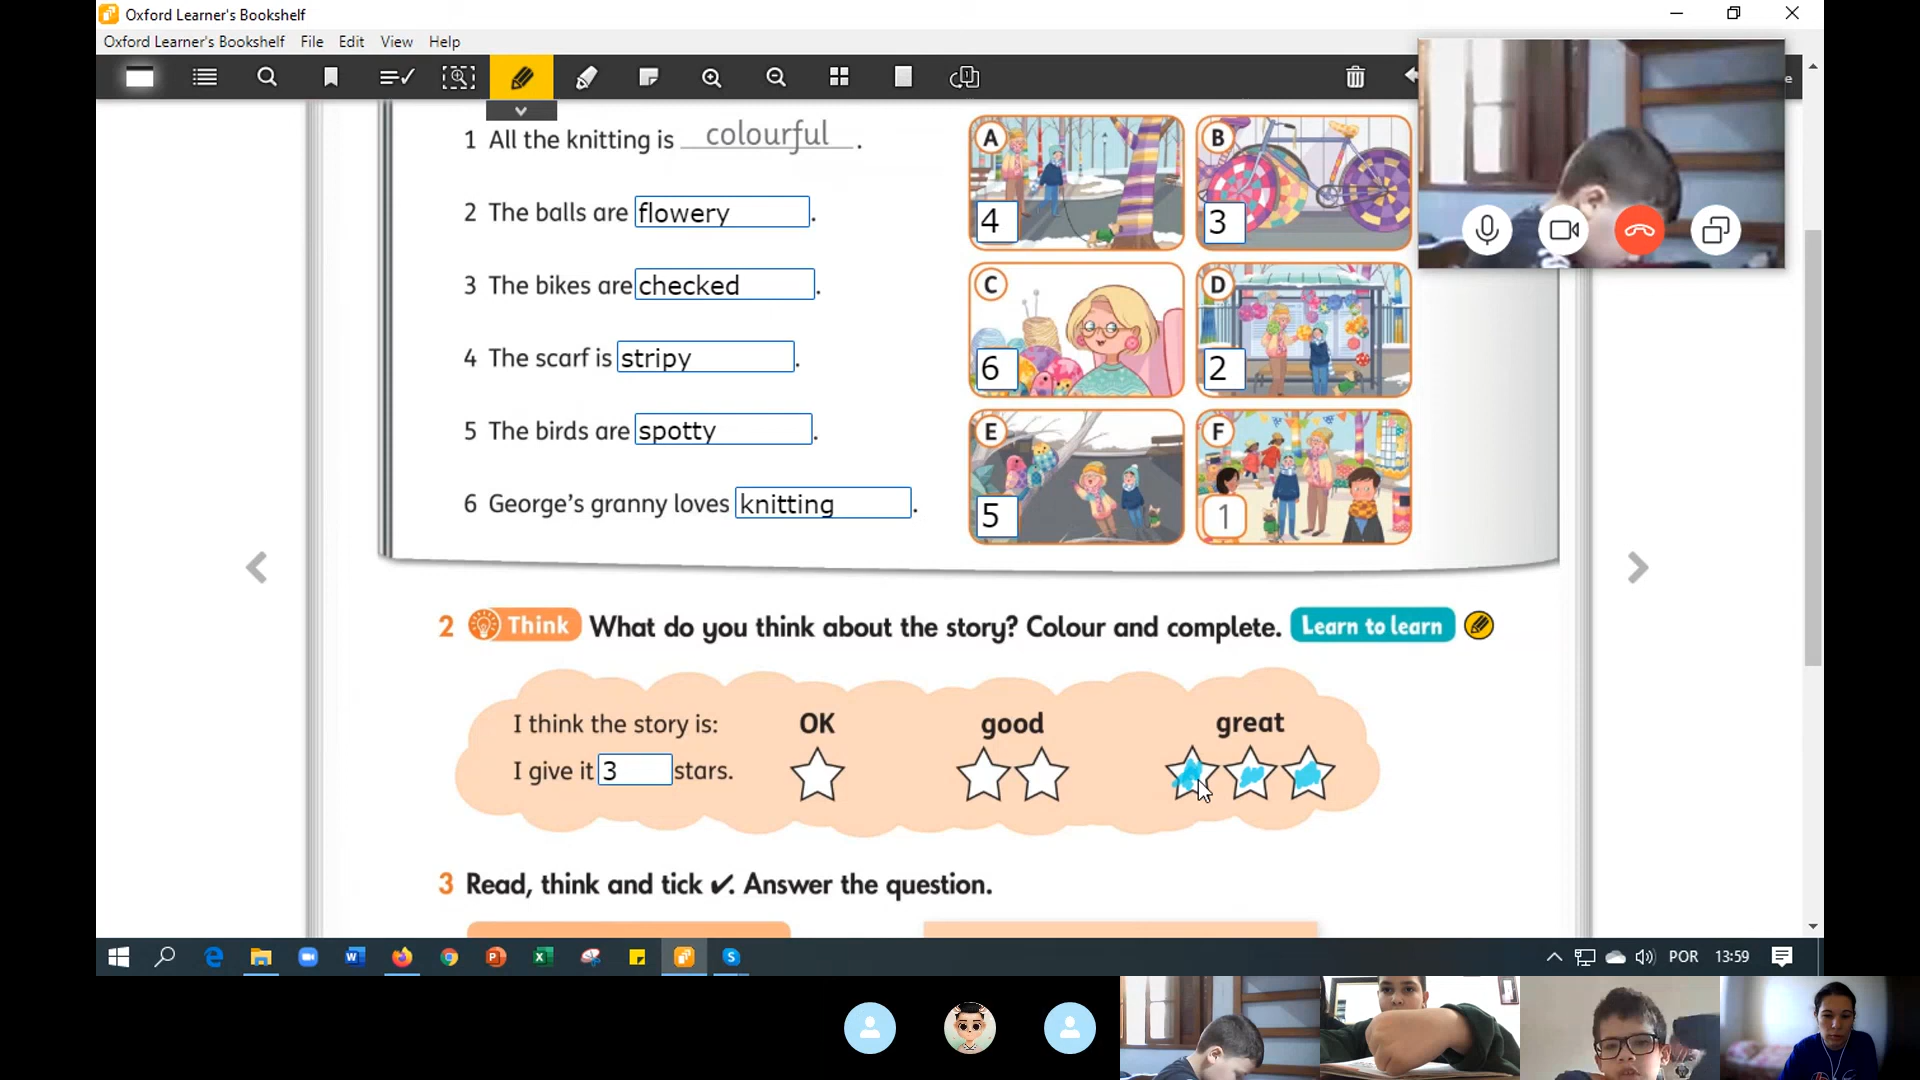 Oxford Learner's Bookshelf
Oxford Learner's Bookshelf File Edit View Help
e
1 All the knitting is colourful.
2 The balls are flowery.
3 The bikes are checked.
4 The scarf is stripy.
5 The birds are spotty.
6 George's granny loves knitting.
A 4
B 3
C 6
D 2
E 5
F 1
2 Think What do you think about the story? Colour and complete. Learn to learn
I think the story is: OK good great
I give it 3 stars.
3 Read, think and tick ✔. Answer the question.
POR 13:59